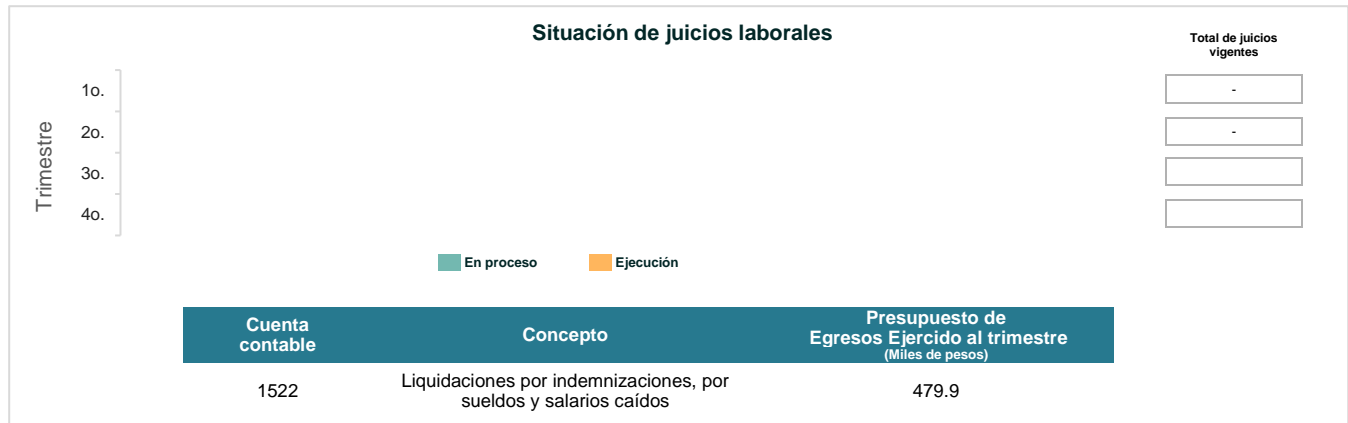 Situación de juicios laborales
Total de juicios
vigentes
Trimestre
1o.
-
2o.
-
3o.
4o.
En proceso
Ejecución
Cuenta
contable
Concepto
Presupuesto de
Egresos Ejercido al trimestre
(Miles de pesos)
1522
Liquidaciones por indemnizaciones, por
sueldos y salarios caídos
479.9